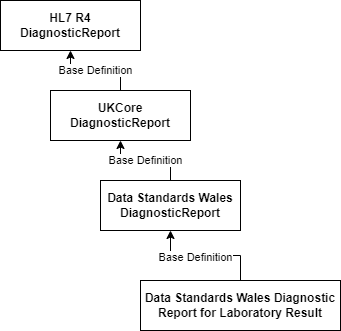 HL7 R4
DiagnosticReport
Base Definition
UKCore
DiagnosticReport
Base Definition
Data Standards Wales
DiagnosticReport
Base Definition
Data Standards Wales Diagnostic
Report for Laboratory Result